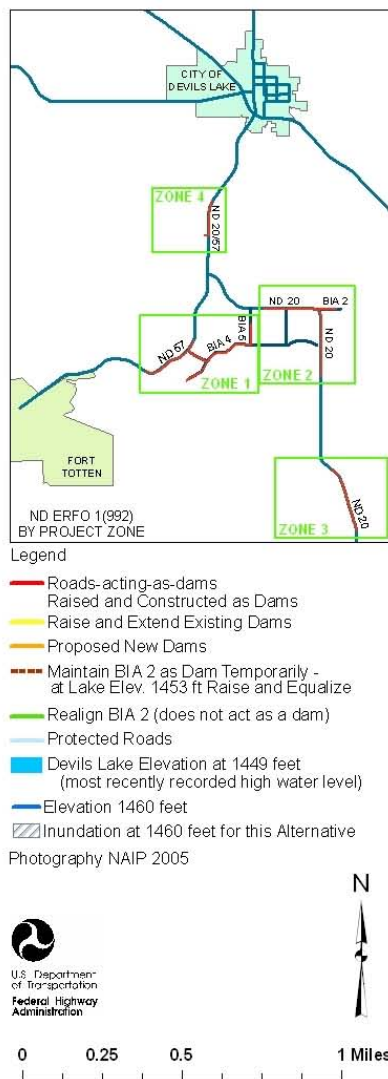 CITY OF
DEVILS LAKE
ZONE 4
ND 20/57
ND 20
BIA 2
BIA 5
ND 20
ND 57
BIA 4
ZONE 1
ZONE 2
FORT
TOTTEN
ZONE 3
ND 20
ND ERFO 1(992)
BY PROJECT ZONE
Legend
Roads-acting-as-dams
Raised and Constructed as Dams
Raise and Extend Existing Dams
Proposed New Dams
Maintain BIA 2 as Dam Temporarily -
at Lake Elev. 1453 ft Raise and Equalize
Realign BIA 2 (does not act as a dam)
Protected Roads
Devils Lake Elevation at 1449 feet
(most recently recorded high water level)
Elevation 1460 feet
Inundation at 1460 feet for this Alternative
Photography NAIP 2005
N
U.S. Department
of Transportation
Federal Highway
Administration
0 0.25 0.5 1 Miles